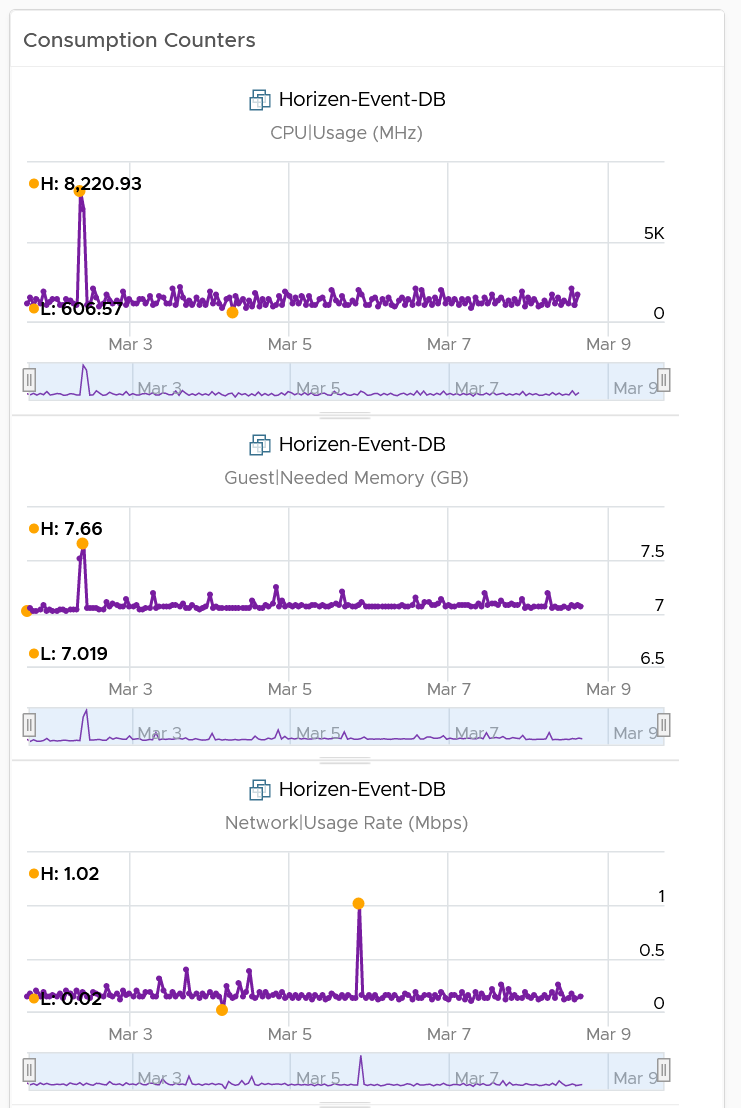 Consumption Counters
Horizen-Event-DB
CPU|Usage (MHz)
H: 8,220.93
5K
L: 606.57
0
Mar 3 Mar 5 Mar 7 Mar 9
Mar 3 Mar 5 Mar 7 Mar 9
Horizen-Event-DB
Guest|Needed Memory (GB)
H: 7.66
7.5
7
L: 7.019
6.5
Mar 3 Mar 5 Mar 7 Mar 9
Mar 3 Mar 5 Mar 7 Mar 9
Horizen-Event-DB
Network|Usage Rate (Mbps)
H: 1.02
1
0.5
L: 0.02
0
Mar 3 Mar 5 Mar 7 Mar 9
Mar 3 Mar 5 Mar 7 Mar 9